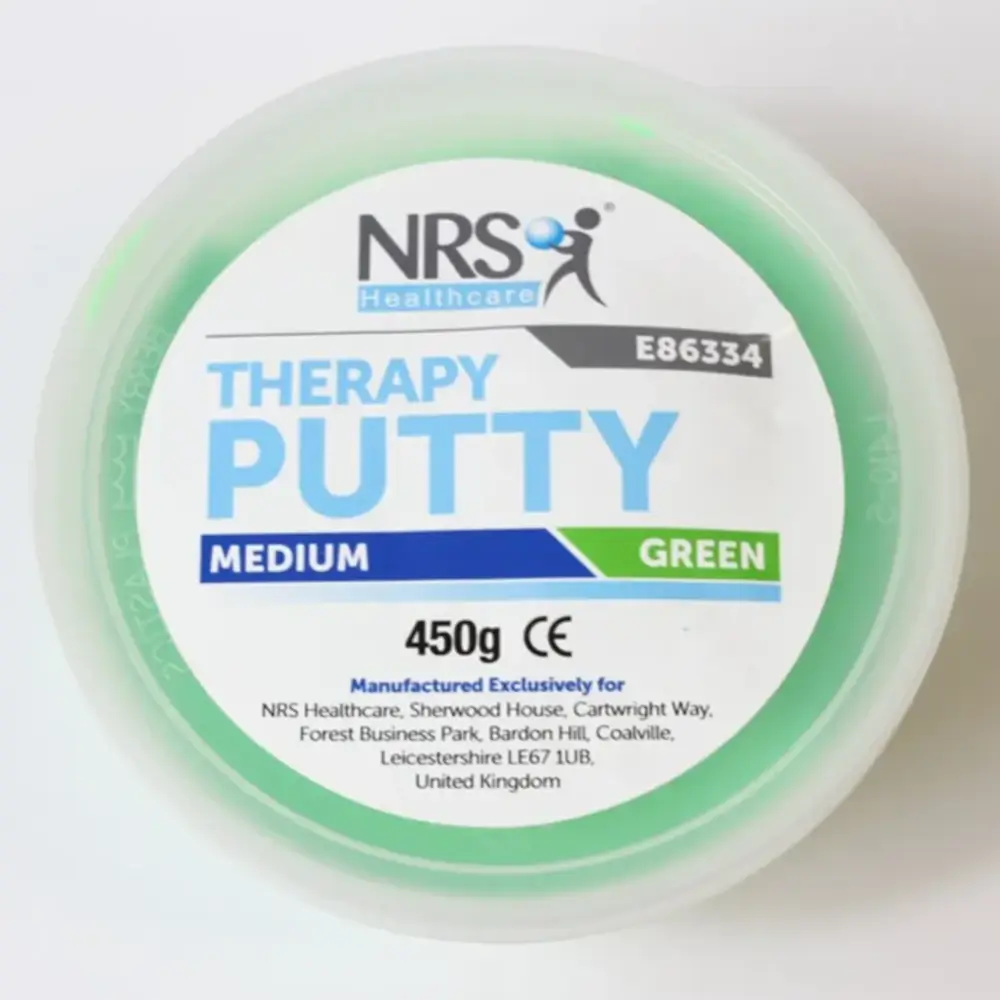 NRS®
Healthcare
E86334
THERAPY
PUTTY
MEDIUM GREEN
450g CE
Manufactured Exclusively for
NRS Healthcare, Sherwood House, Cartwright Way,
Forest Business Park, Bardon Hill, Coalville,
Leicestershire LE67 1UB,
United Kingdom